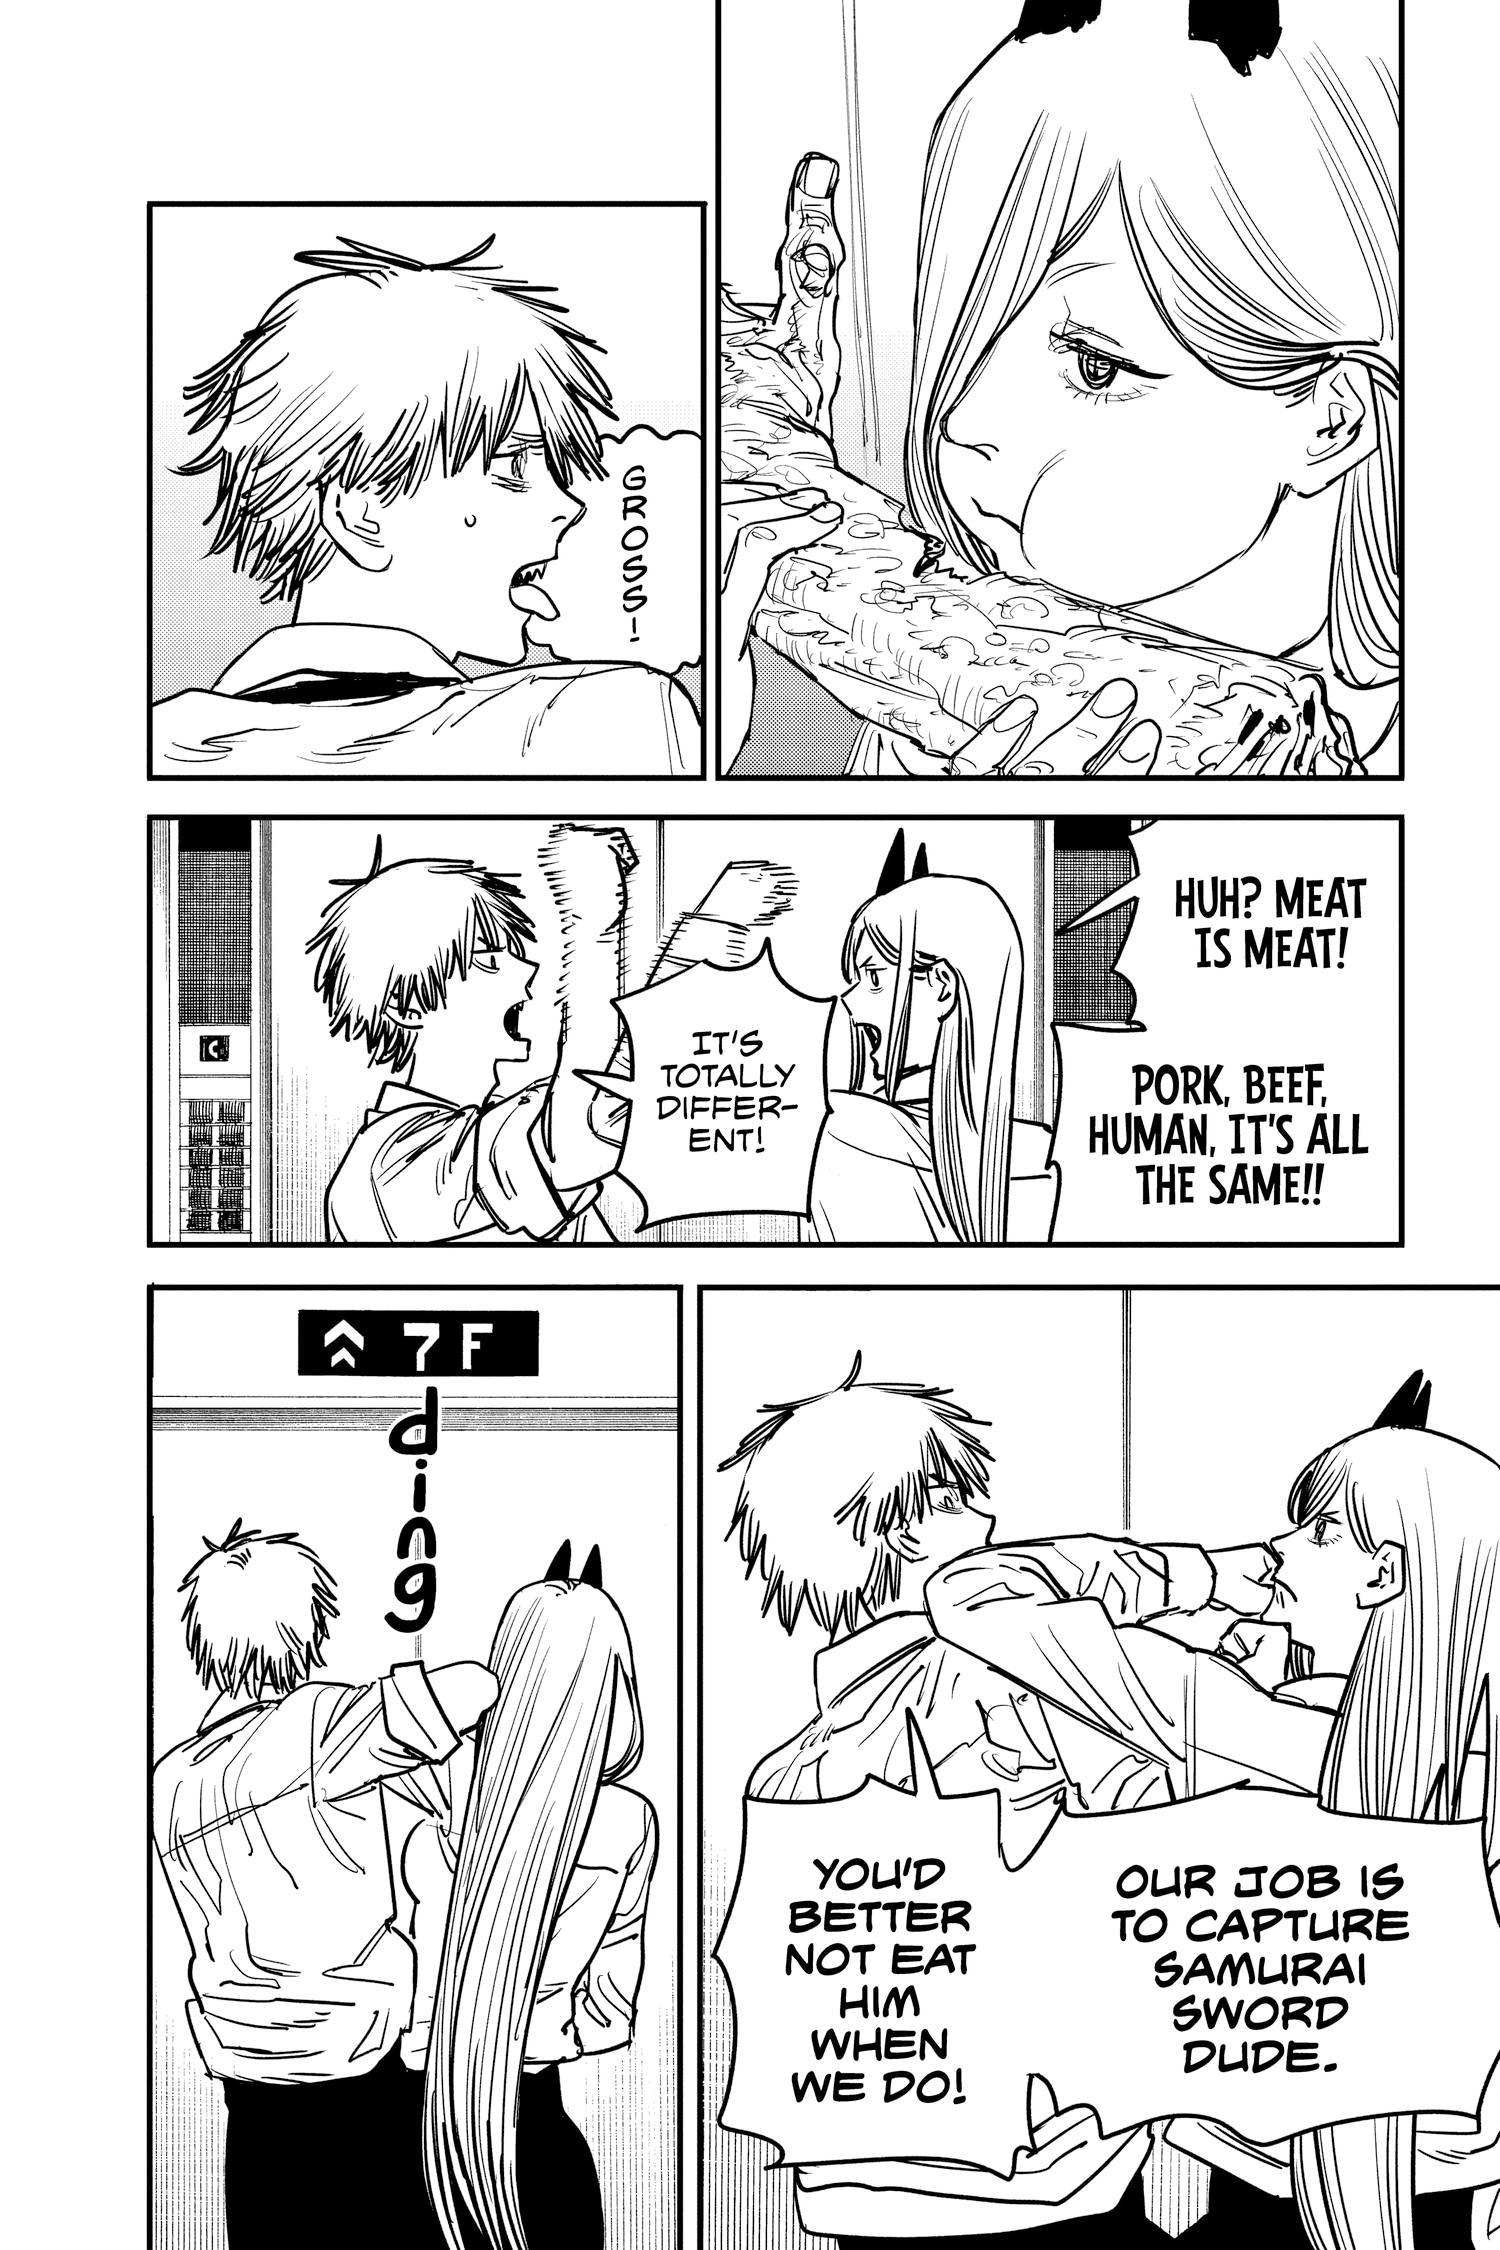 GROSS!
HUH? MEAT
IS MEAT!
PORK, BEEF,
HUMAN, IT'S ALL
THE SAME!!
IT'S
TOTALLY
DIFFER-
ENT!
OUR JOB IS
TO CAPTURE
SAMURAI
SWORD
DUDE.
YOU'D
BETTER
NOT EAT
HIM
WHEN
WE DO!
7F
ding